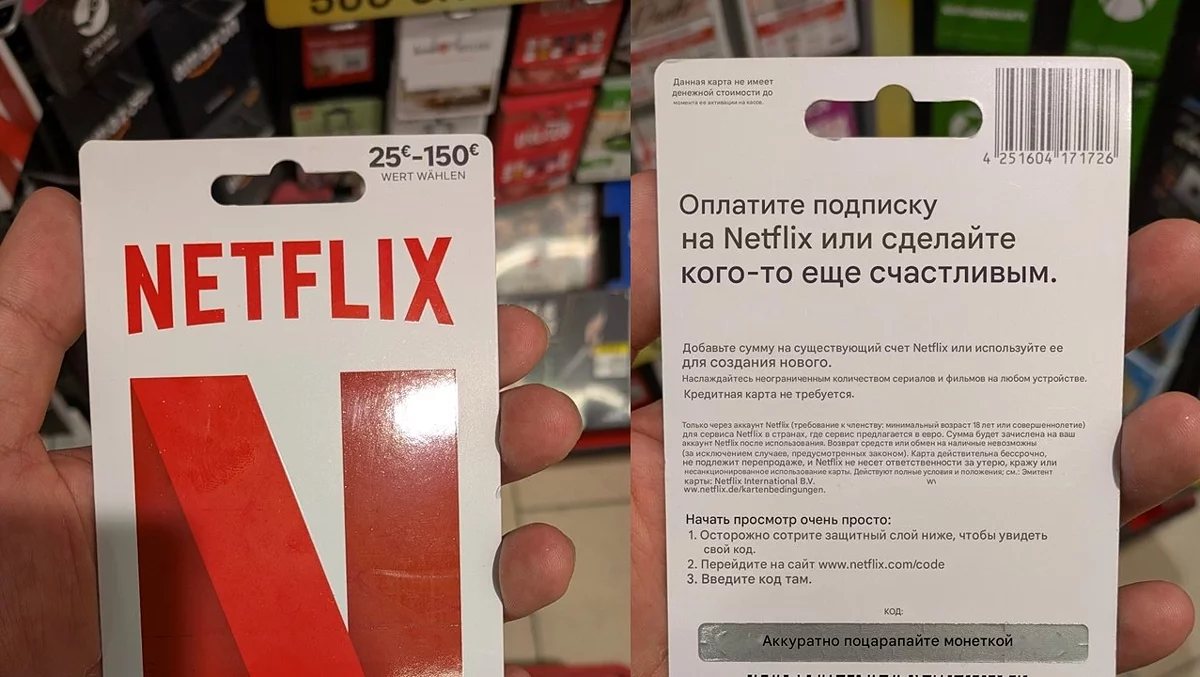 500
STEAM
amazon
25€-150€
WERT WÄHLEN
NETFLIX
Данная карта не имеет
денежной стоимости до
момента ее активации на кассе.
4 251604 171726
Оплатите подписку
на Netflix или сделайте
кого-то еще счастливым.
Добавьте сумму на существующий счет Netflix или используйте ее
для создания нового.
Наслаждайтесь неограниченным количеством сериалов и фильмов на любом устройстве.
Кредитная карта не требуется.
Только через аккаунт Netflix (требование к членству: минимальный возраст 18 лет или совершеннолетие)
для сервиса Netflix в странах, где сервис предлагается в евро. Сумма будет зачислена на ваш
аккаунт Netflix после использования. Возврат средств или обмен на наличные невозможны
(за исключением случаев, предусмотренных законом). Карта действительна бессрочно,
не подлежит перепродаже, и Netflix не несет ответственности за утерю, кражу или
несанкционированное использование карты. Действуют полные условия и положения; см.: Эмитент
карты: Netflix International B.V. w\
ww.netflix.de/kartenbedingungen.
Начать просмотр очень просто:
1. Осторожно сотрите защитный слой ниже, чтобы увидеть
свой код.
2. Перейдите на сайт www.netflix.com/code
3. Введите код там.
КОД:
Аккуратно поцарапайте монеткой